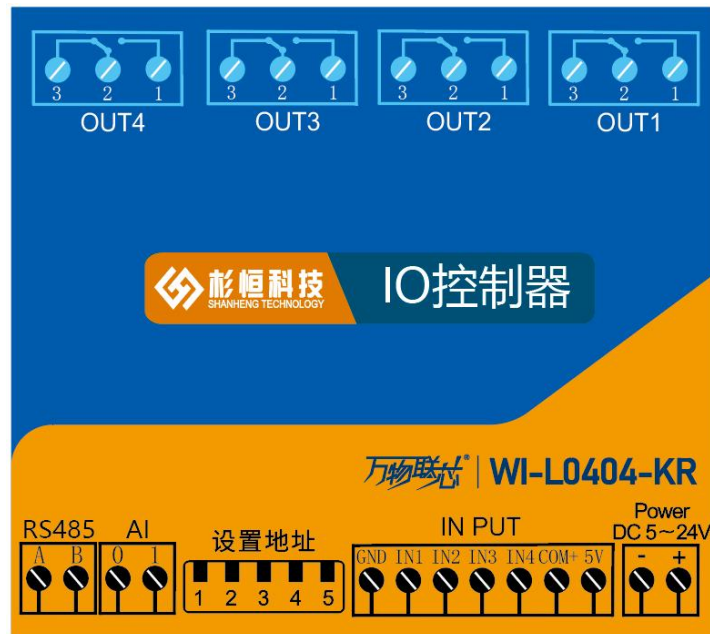 3 2 1 3 2 1 3 2 1 3 2 1
OUT4 OUT3 OUT2 OUT1
杉恒科技 IO控制器
SHANHENG TECHNOLOGY
万物联芯® WI-L0404-KR
Power
RS485 AI 设置地址 IN PUT DC 5~24V
A B 0 1 GND IN1 IN2 IN3 IN4 COM+ 5V - +
1 2 3 4 5